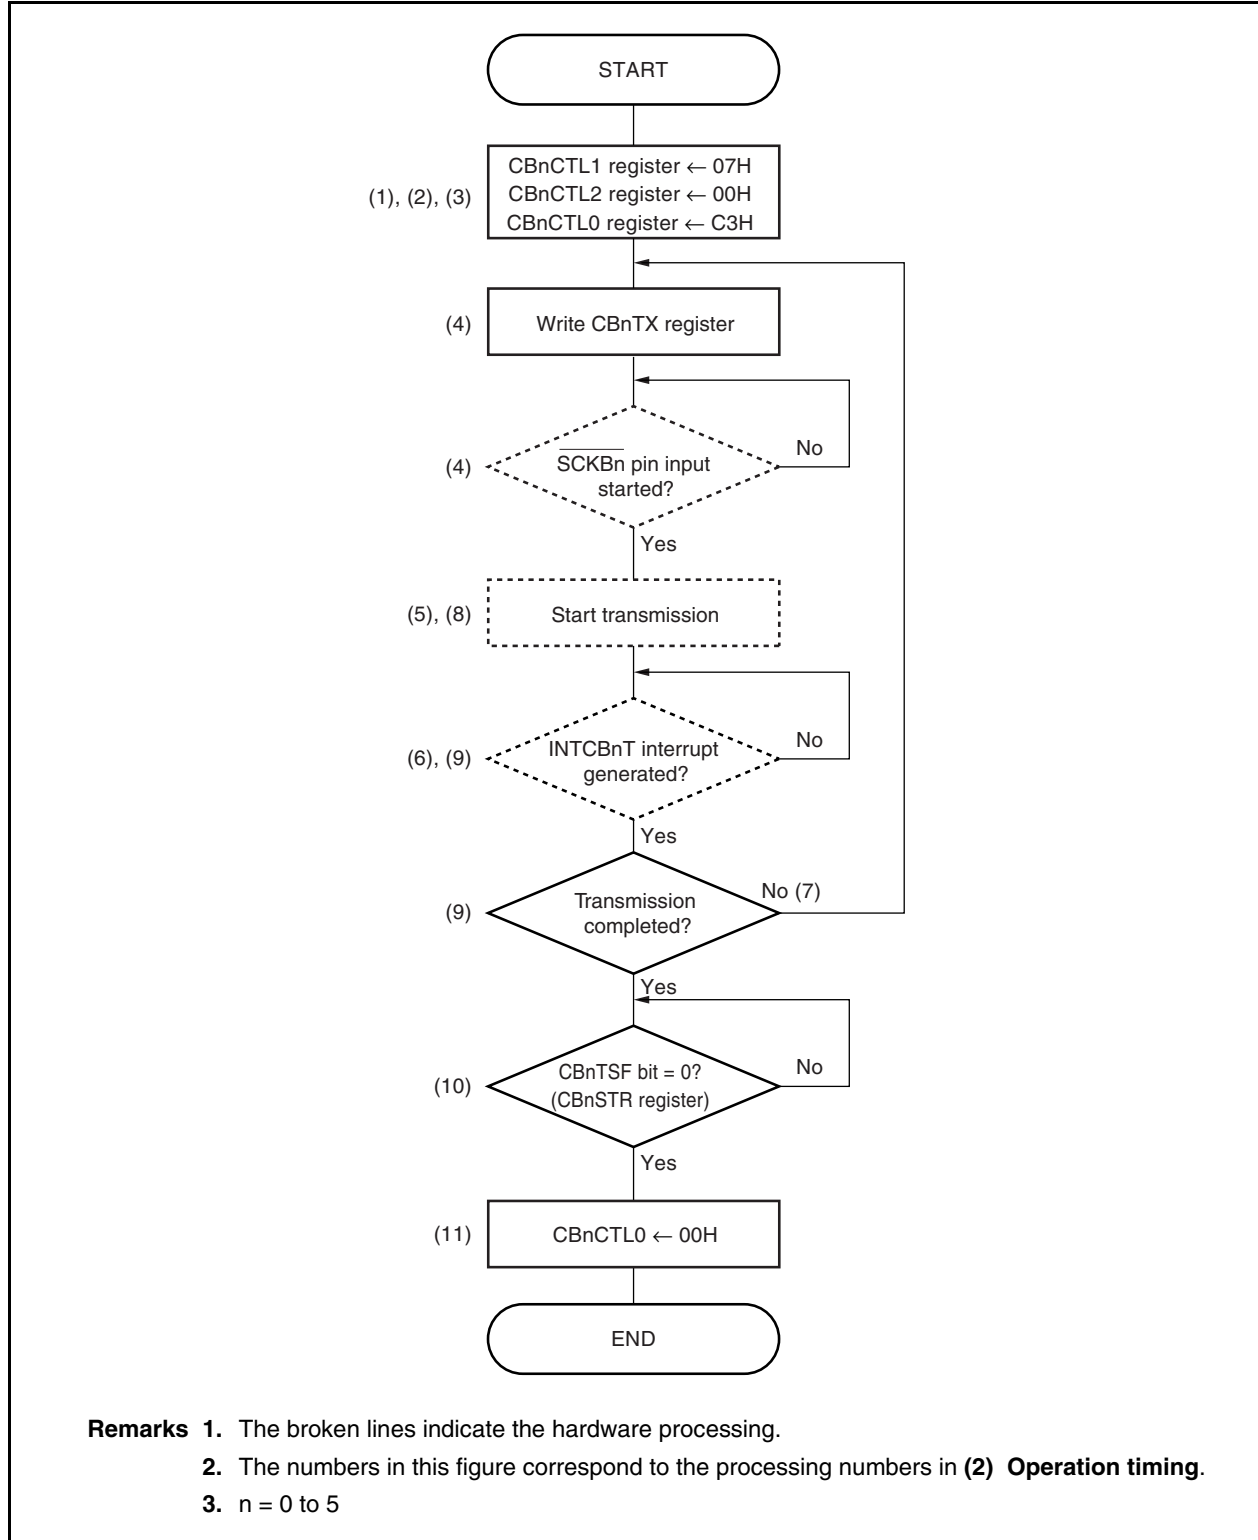 START
(1), (2), (3)
CBnCTL1 register ← 07H
CBnCTL2 register ← 00H
CBnCTL0 register ← C3H
(4)
Write CBnTX register
(4)
SCKBn pin input
started?
No
Yes
(5), (8)
Start transmission
(6), (9)
INTCBnT interrupt
generated?
No
Yes
(9)
Transmission
completed?
No (7)
Yes
(10)
CBnTSF bit = 0?
(CBnSTR register)
No
Yes
(11)
CBnCTL0 ← 00H
END
Remarks 1. The broken lines indicate the hardware processing.
2. The numbers in this figure correspond to the processing numbers in (2) Operation timing.
3. n = 0 to 5